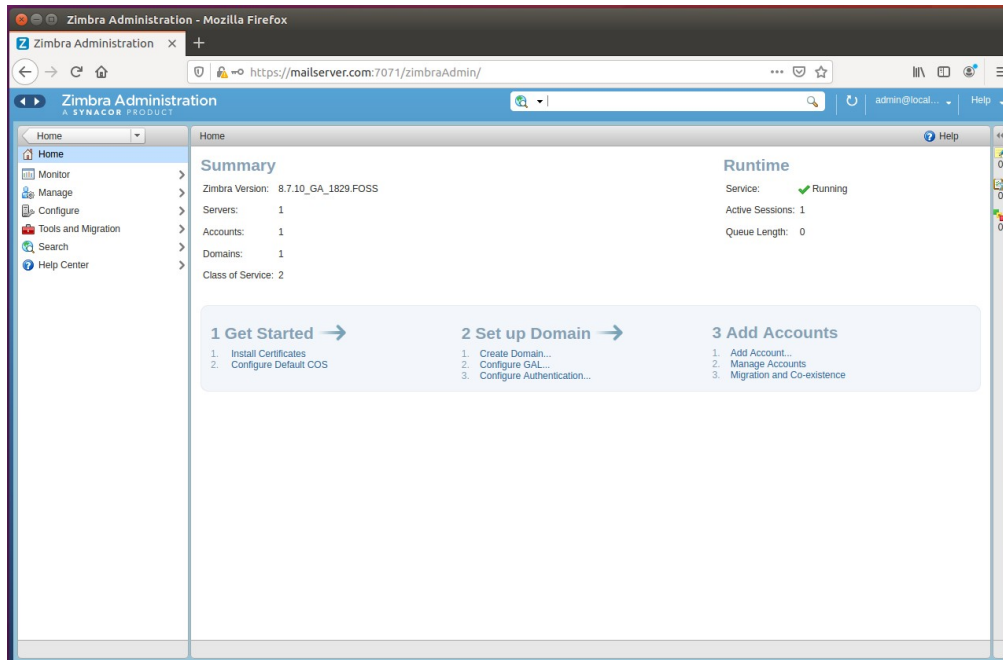 Zimbra Administration - Mozilla Firefox
Zimbra Administration
https://mailserver.com:7071/zimbraAdmin/
Zimbra Administration
A SYNACOR PRODUCT
admin@local...
Help
Home
Home
Help
Home
Monitor
Manage
Configure
Tools and Migration
Search
Help Center
Summary
Zimbra Version: 8.7.10_GA_1829.FOSS
Servers: 1
Accounts: 1
Domains: 1
Class of Service: 2
Runtime
Service: Running
Active Sessions: 1
Queue Length: 0
1 Get Started
1. Install Certificates
2. Configure Default COS
2 Set up Domain
1. Create Domain...
2. Configure GAL...
3. Configure Authentication...
3 Add Accounts
1. Add Account...
2. Manage Accounts
3. Migration and Co-existence
0
0
0